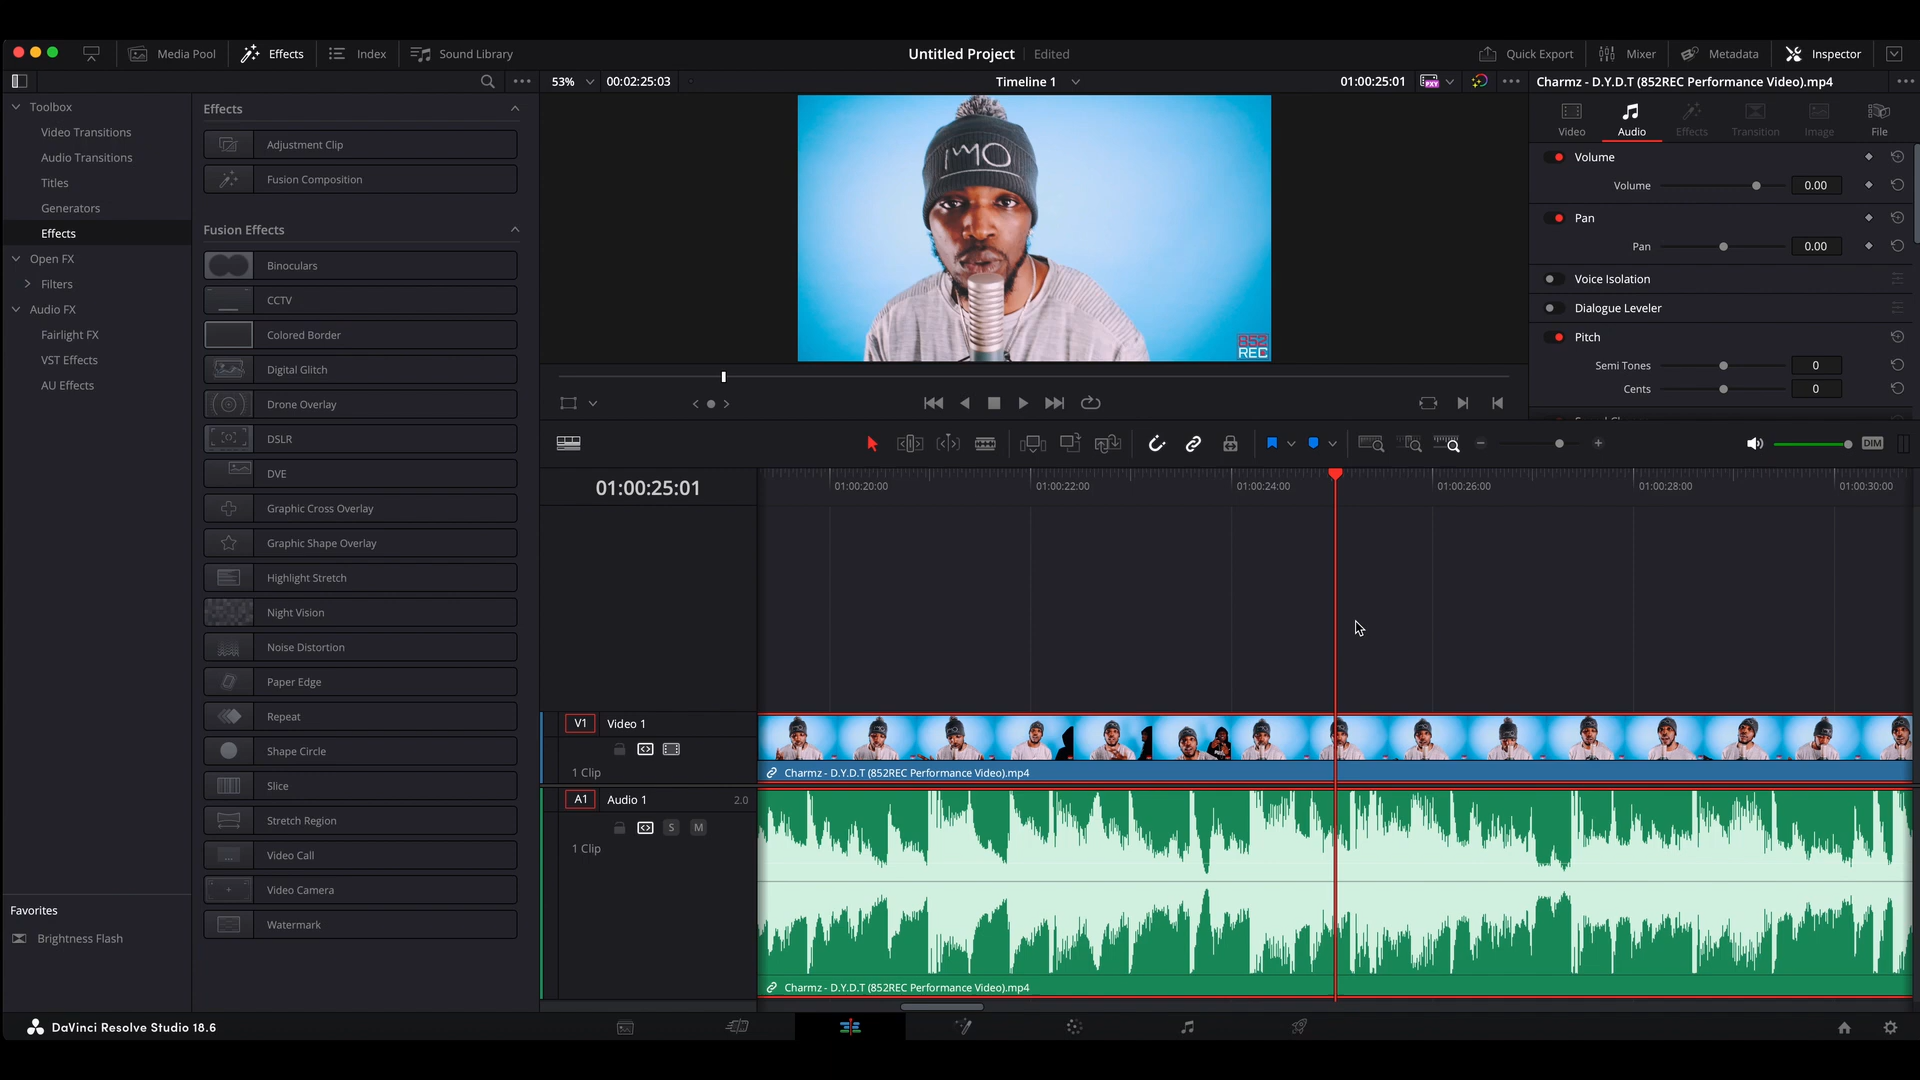 Media Pool
Effects
Index
Sound Library
Untitled Project
Edited
Quick Export
Mixer
Metadata
Inspector
53%
00:02:25:03
Timeline 1
01:00:25:01
PXY
Charmz - D.Y.D.T (852REC Performance Video).mp4
Toolbox
Video Transitions
Audio Transitions
Titles
Generators
Effects
Open FX
Filters
Audio FX
Fairlight FX
VST Effects
AU Effects
Favorites
Brightness Flash
Effects
Adjustment Clip
Fusion Composition
Fusion Effects
Binoculars
CCTV
Colored Border
Digital Glitch
Drone Overlay
DSLR
DVE
Graphic Cross Overlay
Graphic Shape Overlay
Highlight Stretch
Night Vision
Noise Distortion
Paper Edge
Repeat
Shape Circle
Slice
Stretch Region
Video Call
Video Camera
Watermark
852
REC
Video
Audio
Effects
Transition
Image
File
Volume
Volume 0.00
Pan
Pan 0.00
Voice Isolation
Dialogue Leveler
Pitch
Semi Tones 0
Cents 0
DIM
01:00:25:01
01:00:20:00
01:00:22:00
01:00:24:00
01:00:26:00
01:00:28:00
01:00:30:00
V1 Video 1
1 Clip
Charmz - D.Y.D.T (852REC Performance Video).mp4
A1 Audio 1 2.0
S M
1 Clip
Charmz - D.Y.D.T (852REC Performance Video).mp4
DaVinci Resolve Studio 18.6